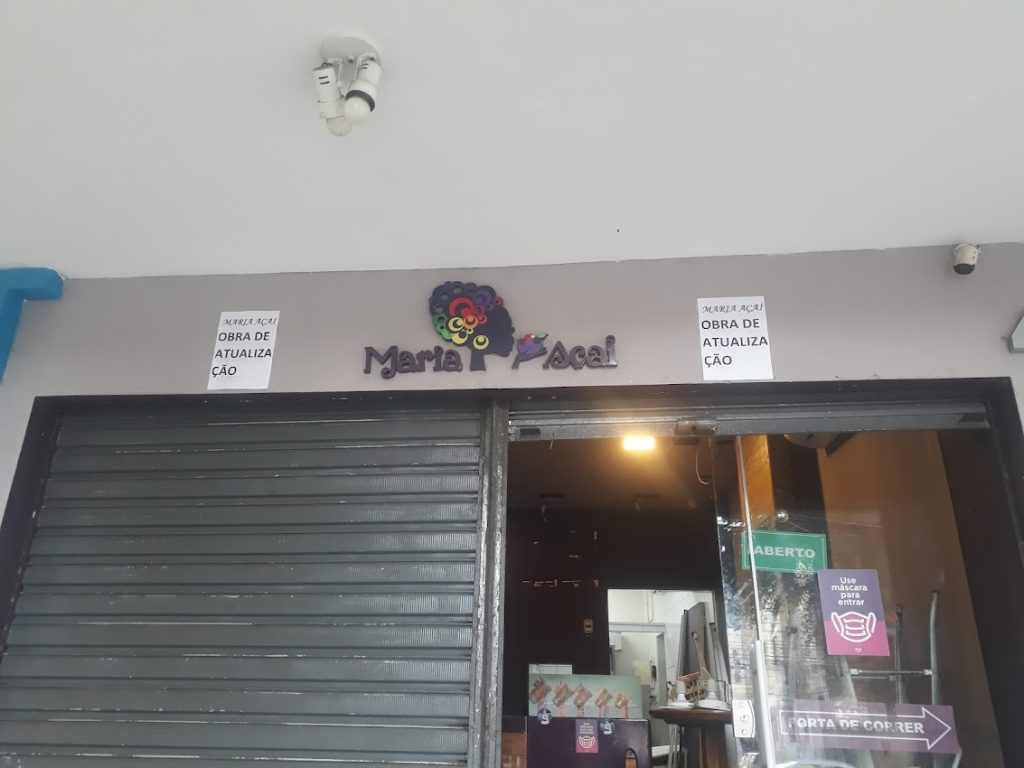 MARIA AÇAÍ
OBRA DE
ATUALIZA
ÇÃO
Maria Açaí
MARIA AÇAÍ
OBRA DE
ATUALIZA
ÇÃO
ABERTO
Use
máscara
para
entrar
PORTA DE CORRER